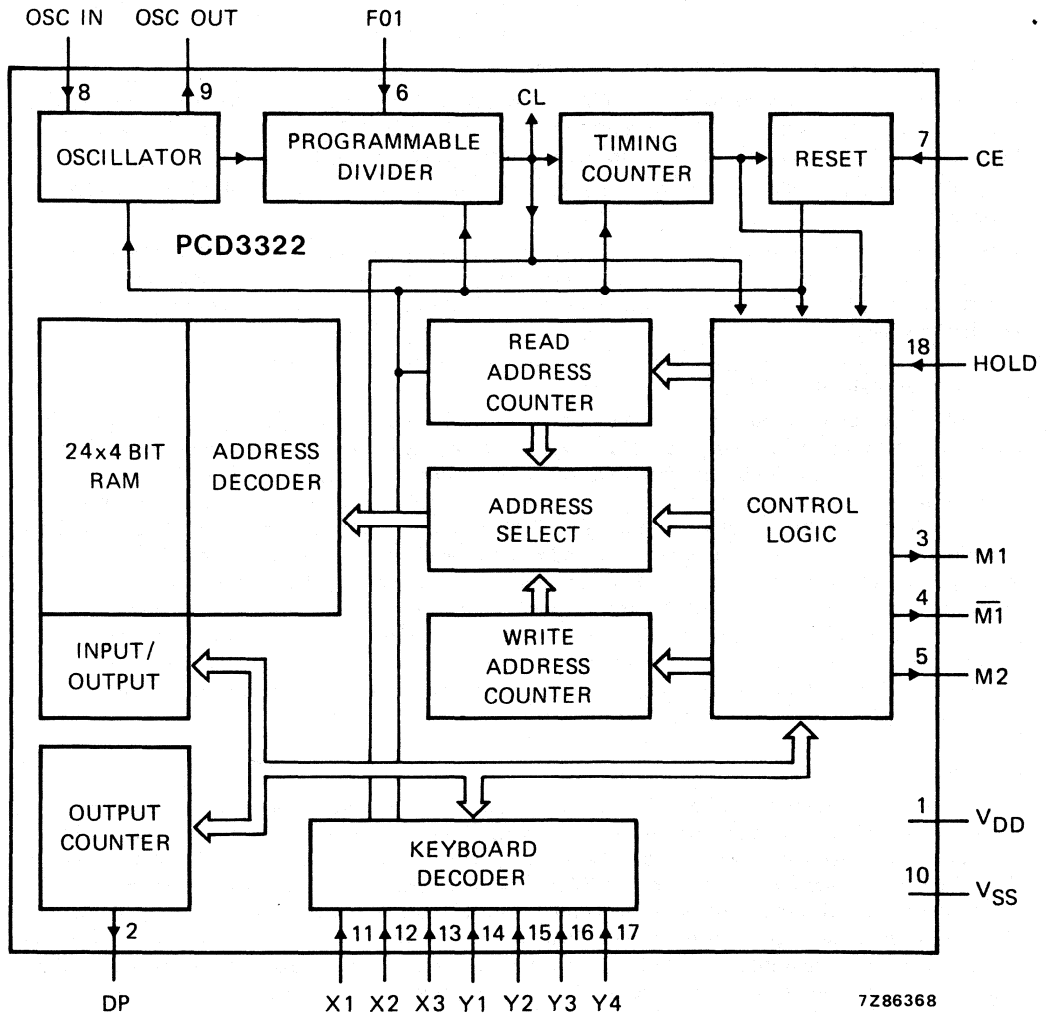 OSC IN OSC OUT F01
8 9 6 CL
OSCILLATOR
PROGRAMMABLE
DIVIDER
TIMING
COUNTER
RESET
7 CE
PCD3322
24x4 BIT
RAM
ADDRESS
DECODER
READ
ADDRESS
COUNTER
ADDRESS
SELECT
WRITE
ADDRESS
COUNTER
CONTROL
LOGIC
18 HOLD
3 M1
4 M̅1̅
5 M2
INPUT/
OUTPUT
OUTPUT
COUNTER
KEYBOARD
DECODER
1 VDD
10 VSS
2 11 12 13 14 15 16 17
DP X1 X2 X3 Y1 Y2 Y3 Y4
7Z86368